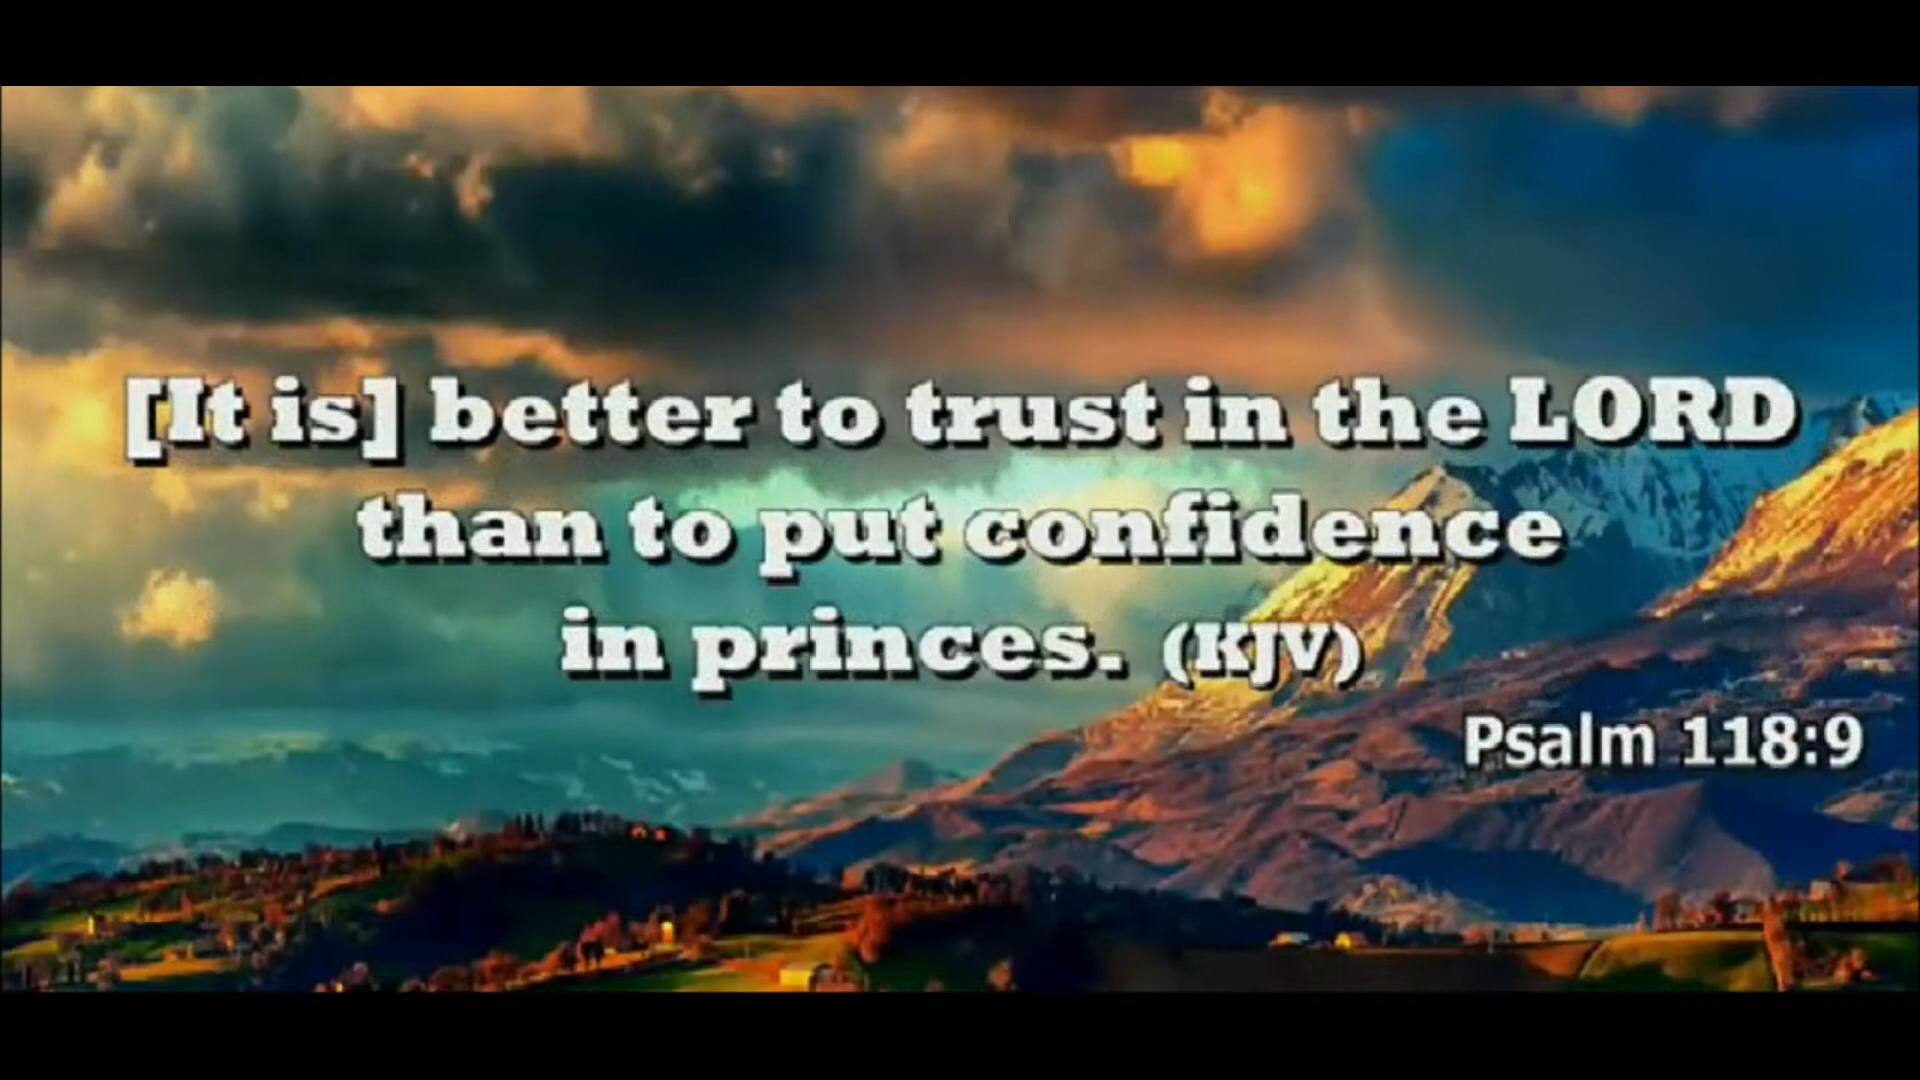 [It is] better to trust in the LORD
than to put confidence
in princes. (KJV)
Psalm 118:9